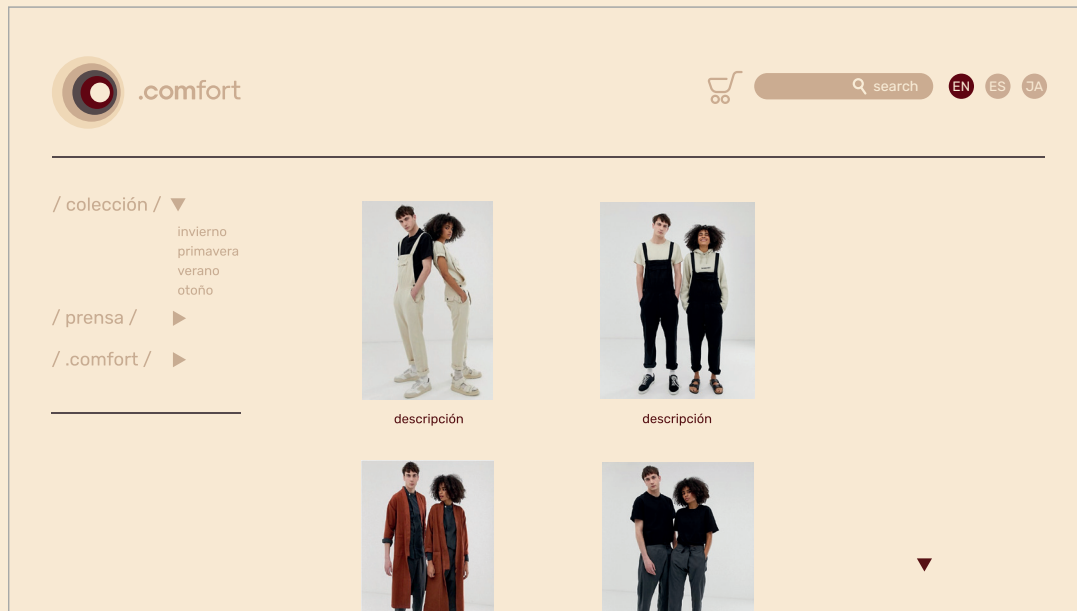 .comfort
search
EN
ES
JA
/ colección /
invierno
primavera
verano
otoño
/ prensa /
/ .comfort /
descripción
descripción